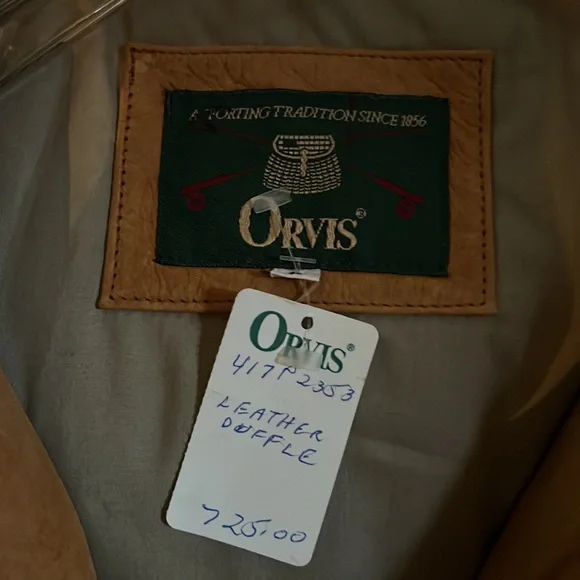 A SPORTING TRADITION SINCE 1856
ORVIS®
ORVIS®
417P2353
LEATHER
DUFFLE
725.00